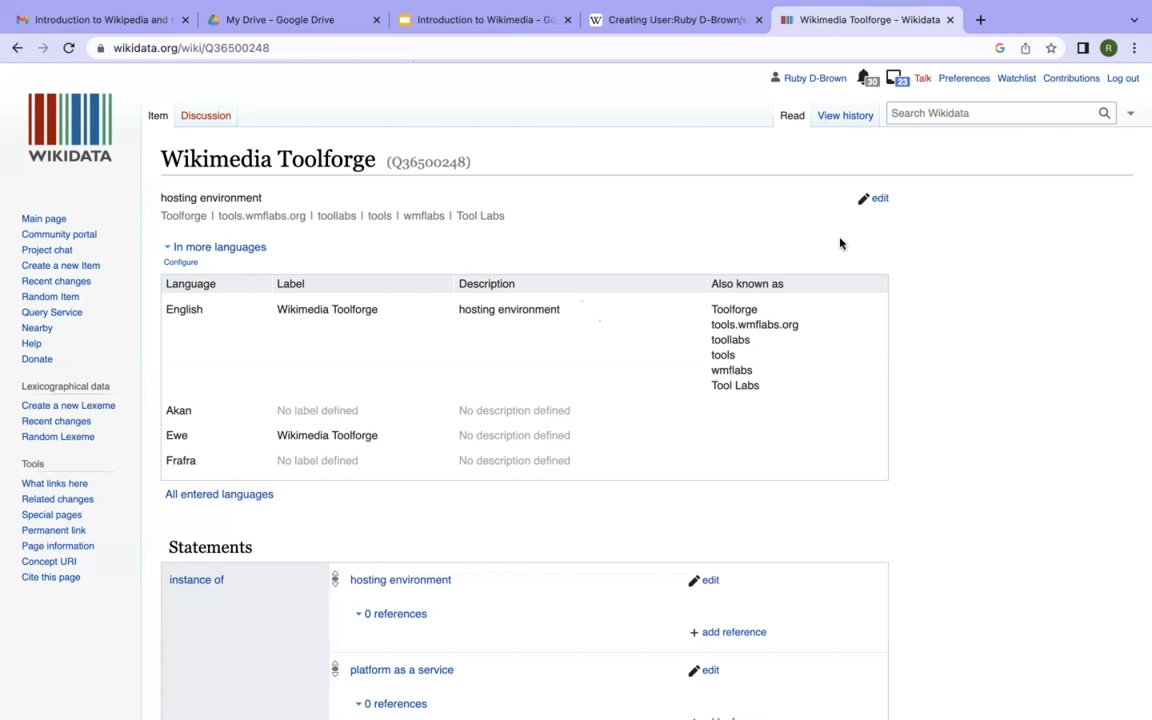 Introduction to Wikipedia and
My Drive - Google Drive
Introduction to Wikimedia - Go
Creating User:Ruby D-Brown/s
Wikimedia Toolforge - Wikidata
wikidata.org/wiki/Q36500248
R
Ruby D-Brown 30 23 Talk Preferences Watchlist Contributions Log out
Item Discussion Read View history Search Wikidata
WIKIDATA
Wikimedia Toolforge (Q36500248)
hosting environment
edit
Toolforge | tools.wmflabs.org | toollabs | tools | wmflabs | Tool Labs
In more languages
Configure
Language Label Description Also known as
English Wikimedia Toolforge hosting environment Toolforge
tools.wmflabs.org
toollabs
tools
wmflabs
Tool Labs
Akan No label defined No description defined
Ewe Wikimedia Toolforge No description defined
Frafra No label defined No description defined
All entered languages
Statements
instance of hosting environment edit
0 references
+ add reference
platform as a service edit
0 references
Main page
Community portal
Project chat
Create a new Item
Recent changes
Random Item
Query Service
Nearby
Help
Donate
Lexicographical data
Create a new Lexeme
Recent changes
Random Lexeme
Tools
What links here
Related changes
Special pages
Permanent link
Page information
Concept URI
Cite this page